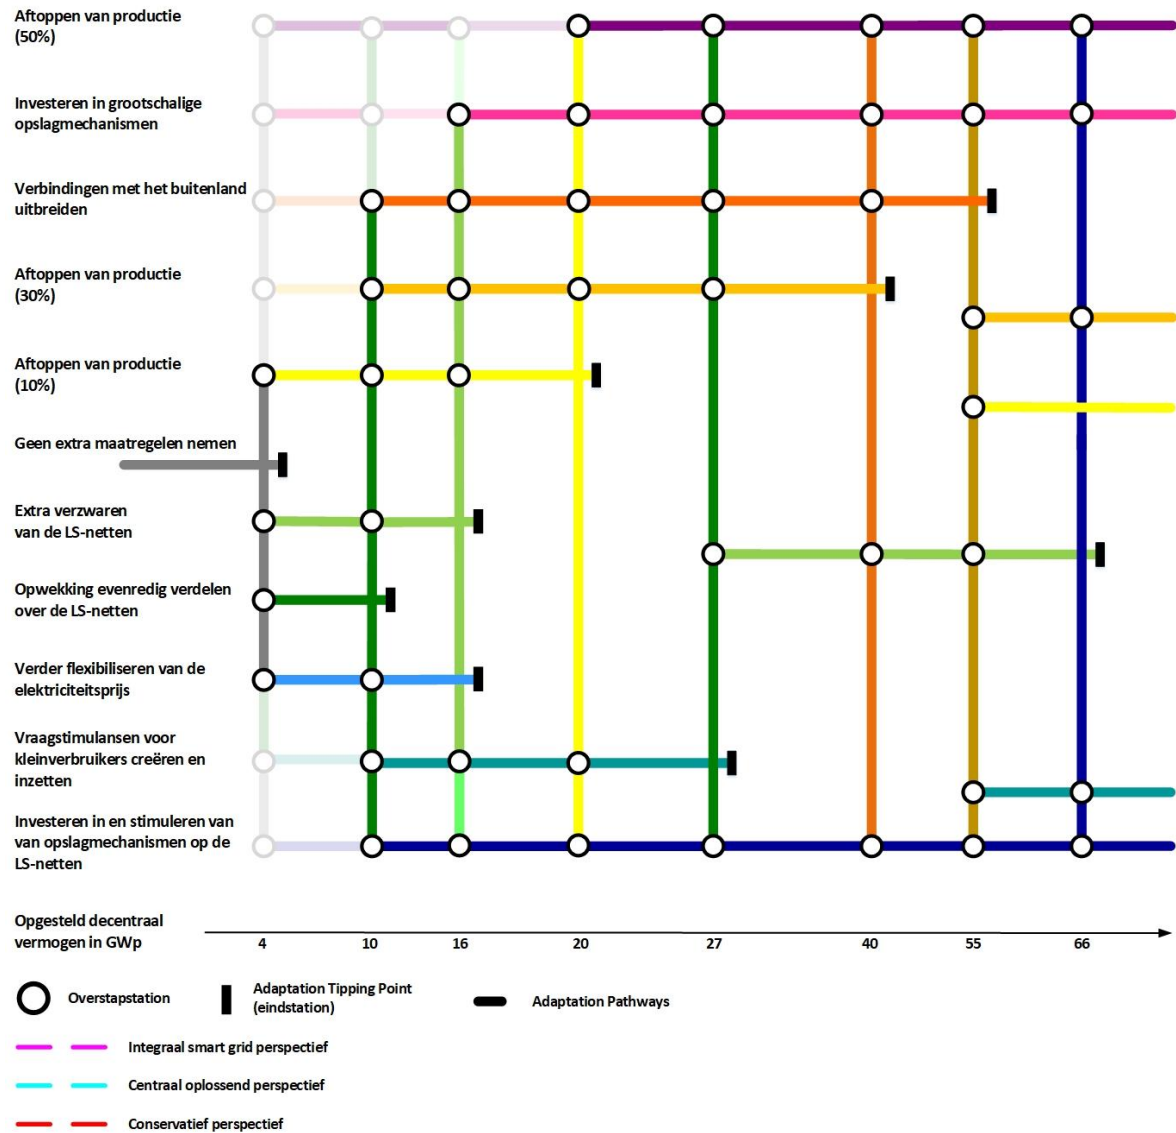 Aftoppen van productie
(50%)
Investeren in grootschalige
opslagmechanismen
Verbindingen met het buitenland
uitbreiden
Aftoppen van productie
(30%)
Aftoppen van productie
(10%)
Geen extra maatregelen nemen
Extra verzwaren
van de LS-netten
Opwekking evenredig verdelen
over de LS-netten
Verder flexibiliseren van de
elektriciteitsprijs
Vraagstimulansen voor
kleinverbruikers creëren en
inzetten
Investeren in en stimuleren van
van opslagmechanismen op de
LS-netten
Opgesteld decentraal
vermogen in GWp
4 10 16 20 27 40 55 66
Overstapstation
Adaptation Tipping Point
(eindstation)
Adaptation Pathways
Integraal smart grid perspectief
Centraal oplossend perspectief
Conservatief perspectief